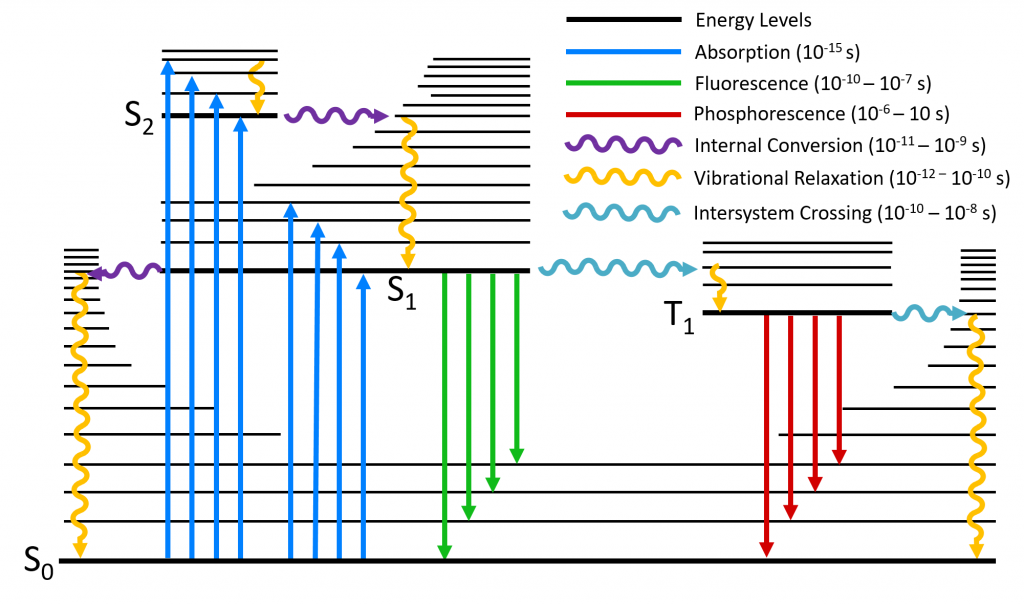 Energy Levels
Absorption (10⁻¹⁵ s)
Fluorescence (10⁻¹⁰ – 10⁻⁷ s)
Phosphorescence (10⁻⁶ – 10 s)
Internal Conversion (10⁻¹¹ – 10⁻⁹ s)
Vibrational Relaxation (10⁻¹² ⁻ 10⁻¹⁰ s)
Intersystem Crossing (10⁻¹⁰ – 10⁻⁸ s)
S₂
S₁
T₁
S₀